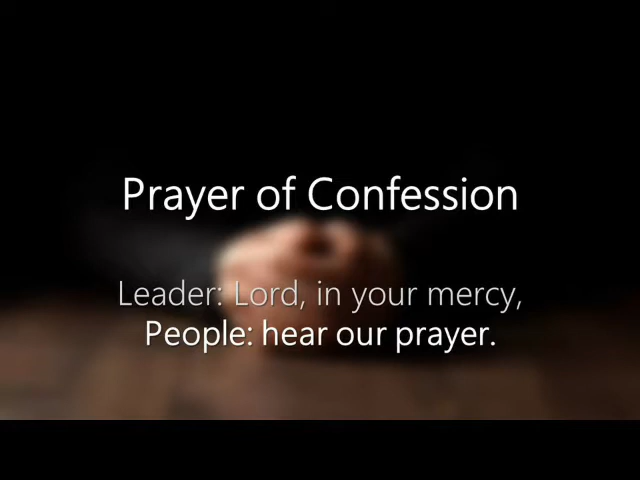 Prayer of Confession
Leader: Lord, in your mercy,
People: hear our prayer.